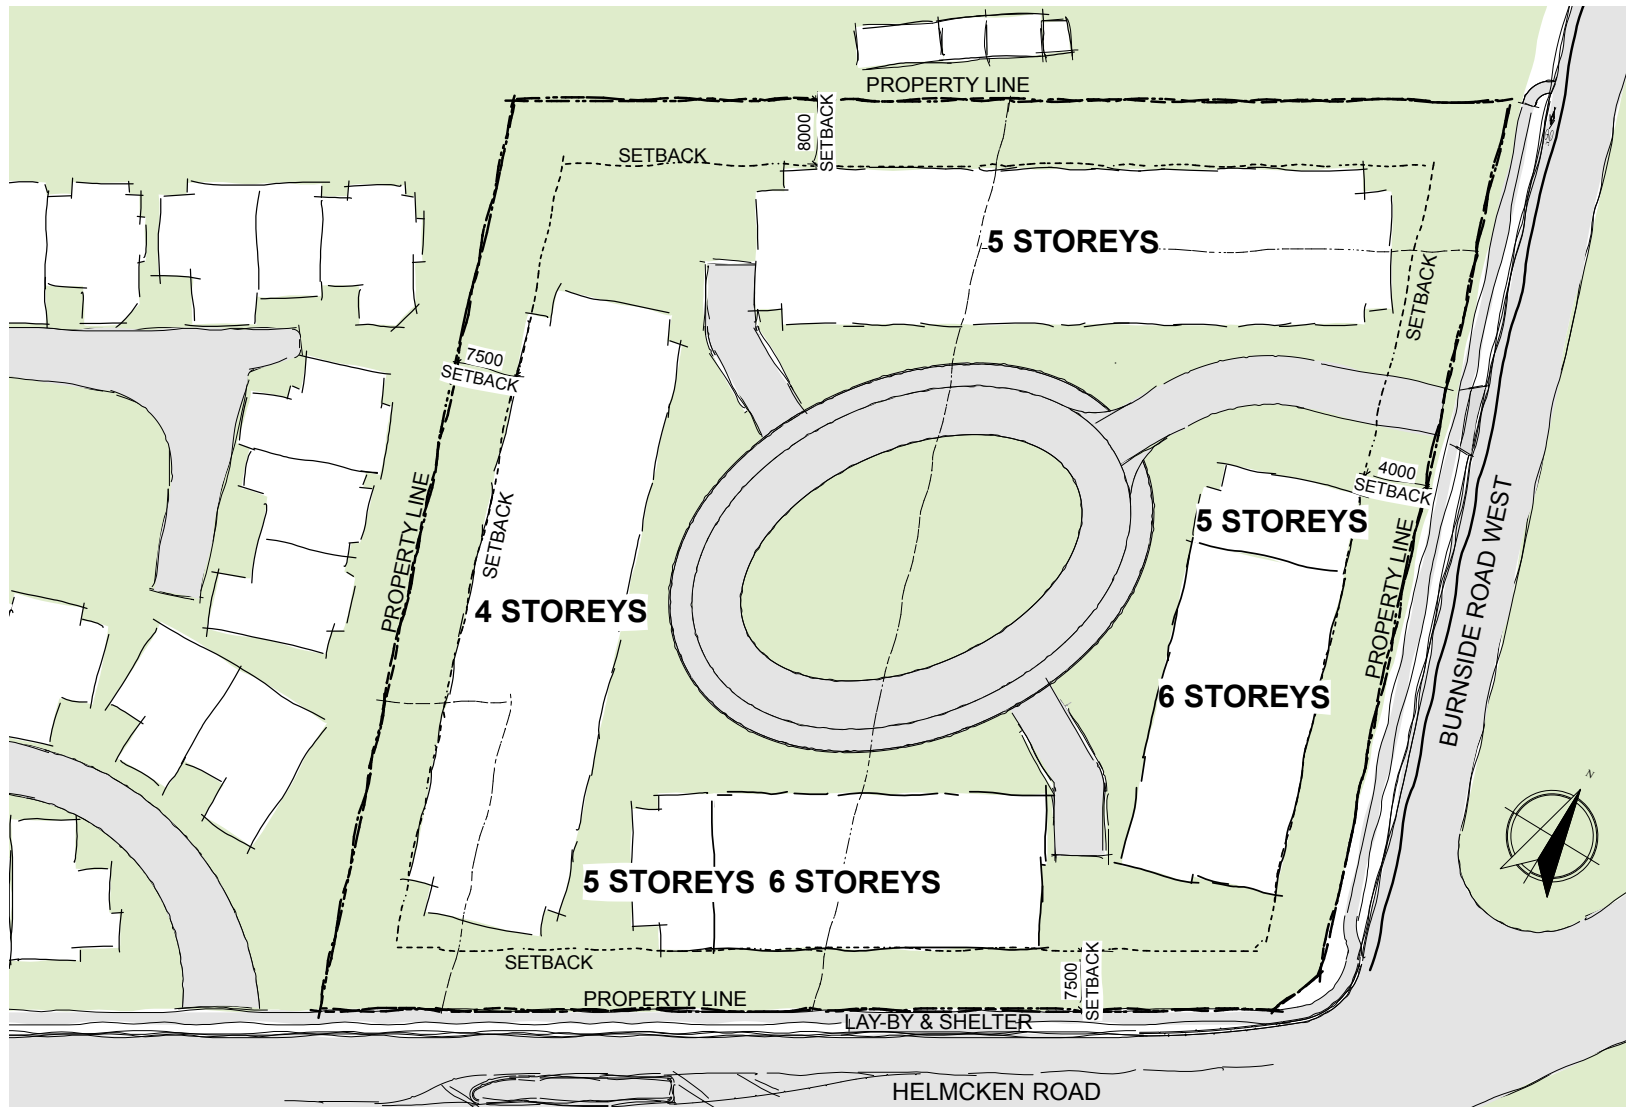 PROPERTY LINE
8000
SETBACK
SETBACK
5 STOREYS
SETBACK
7500
SETBACK
4000
SETBACK
PROPERTY LINE
SETBACK
5 STOREYS
PROPERTY LINE
BURNSIDE ROAD WEST
4 STOREYS
6 STOREYS
N
5 STOREYS 6 STOREYS
SETBACK
7500
SETBACK
PROPERTY LINE
LAY-BY & SHELTER
HELMCKEN ROAD